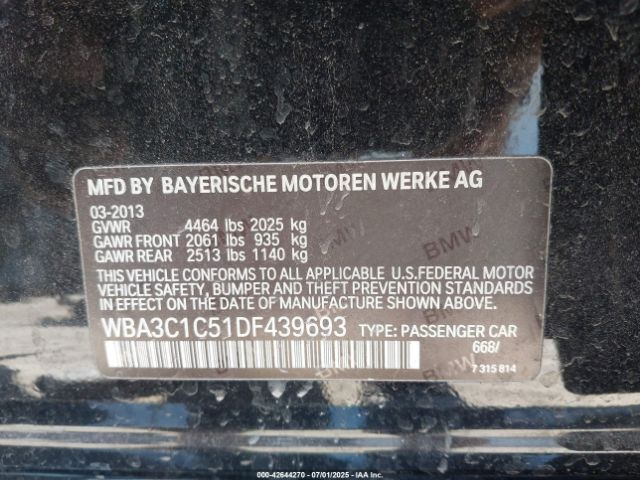 MFD BY BAYERISCHE MOTOREN WERKE AG
03-2013
GVWR 4464 lbs 2025 kg
GAWR FRONT 2061 lbs 935 kg
GAWR REAR 2513 lbs 1140 kg
THIS VEHICLE CONFORMS TO ALL APPLICABLE U.S.FEDERAL MOTOR
VEHICLE SAFETY, BUMPER AND THEFT PREVENTION STANDARDS
IN EFFECT ON THE DATE OF MANUFACTURE SHOWN ABOVE.
WBA3C1C51DF439693 TYPE: PASSENGER CAR
668/
7 315 814
000-42644270 - 07/01/2025 - IAA Inc.